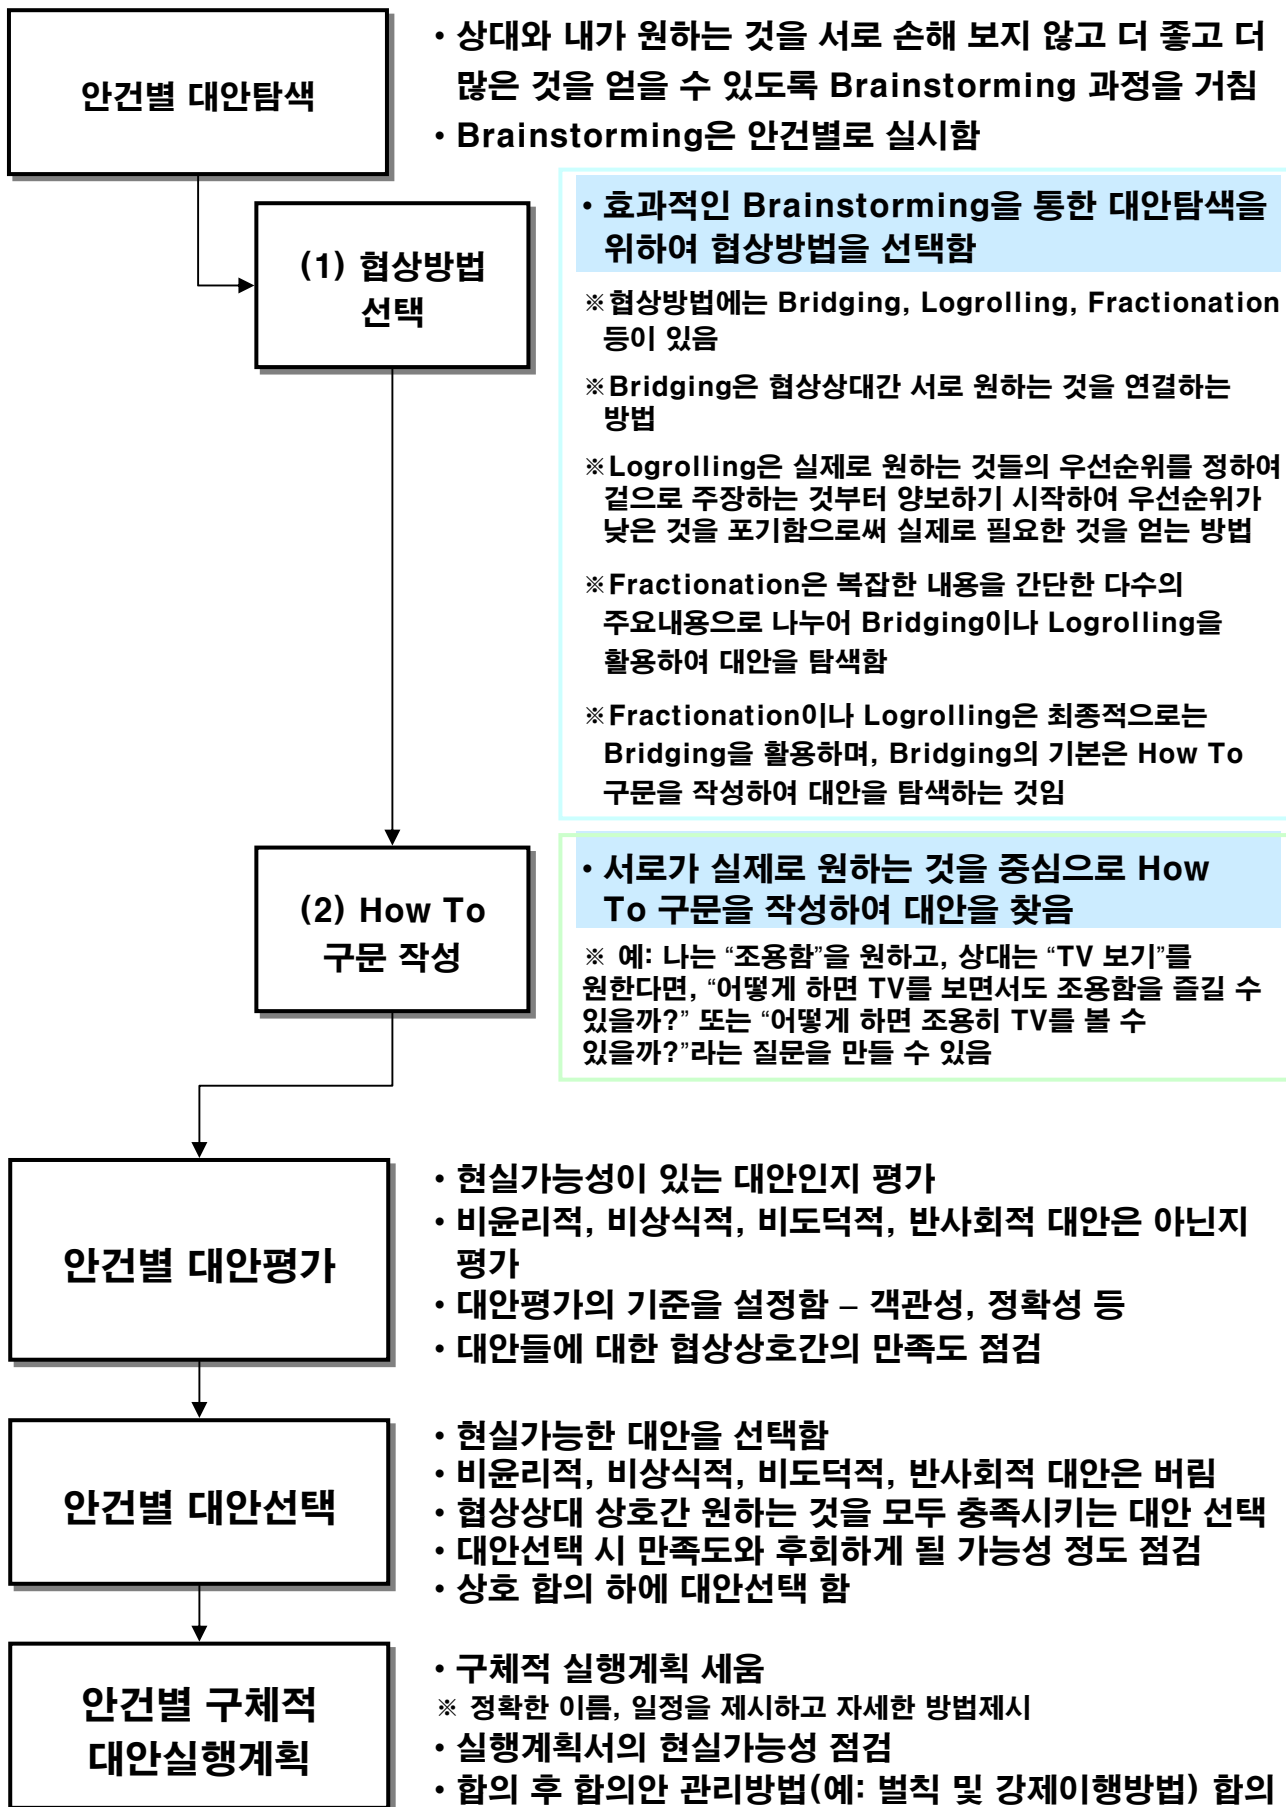 안건별 대안탐색
• 상대와 내가 원하는 것을 서로 손해 보지 않고 더 좋고 더
많은 것을 얻을 수 있도록 Brainstorming 과정을 거침
• Brainstorming은 안건별로 실시함
(1) 협상방법
선택
• 효과적인 Brainstorming을 통한 대안탐색을
위하여 협상방법을 선택함
※협상방법에는 Bridging, Logrolling, Fractionation
등이 있음
※Bridging은 협상상대간 서로 원하는 것을 연결하는
방법
※Logrolling은 실제로 원하는 것들의 우선순위를 정하여
겉으로 주장하는 것부터 양보하기 시작하여 우선순위가
낮은 것을 포기함으로써 실제로 필요한 것을 얻는 방법
※Fractionation은 복잡한 내용을 간단한 다수의
주요내용으로 나누어 Bridging이나 Logrolling을
활용하여 대안을 탐색함
※Fractionation이나 Logrolling은 최종적으로는
Bridging을 활용하며, Bridging의 기본은 How To
구문을 작성하여 대안을 탐색하는 것임
(2) How To
구문 작성
• 서로가 실제로 원하는 것을 중심으로 How
To 구문을 작성하여 대안을 찾음
※ 예: 나는 “조용함”을 원하고, 상대는 “TV 보기”를
원한다면, “어떻게 하면 TV를 보면서도 조용함을 즐길 수
있을까?” 또는 “어떻게 하면 조용히 TV를 볼 수
있을까?”라는 질문을 만들 수 있음
안건별 대안평가
• 현실가능성이 있는 대안인지 평가
• 비윤리적, 비상식적, 비도덕적, 반사회적 대안은 아닌지
평가
• 대안평가의 기준을 설정함 – 객관성, 정확성 등
• 대안들에 대한 협상상호간의 만족도 점검
안건별 대안선택
• 현실가능한 대안을 선택함
• 비윤리적, 비상식적, 비도덕적, 반사회적 대안은 버림
• 협상상대 상호간 원하는 것을 모두 충족시키는 대안 선택
• 대안선택 시 만족도와 후회하게 될 가능성 정도 점검
• 상호 합의 하에 대안선택 함
안건별 구체적
대안실행계획
• 구체적 실행계획 세움
※ 정확한 이름, 일정을 제시하고 자세한 방법제시
• 실행계획서의 현실가능성 점검
• 합의 후 합의안 관리방법(예: 벌칙 및 강제이행방법) 합의